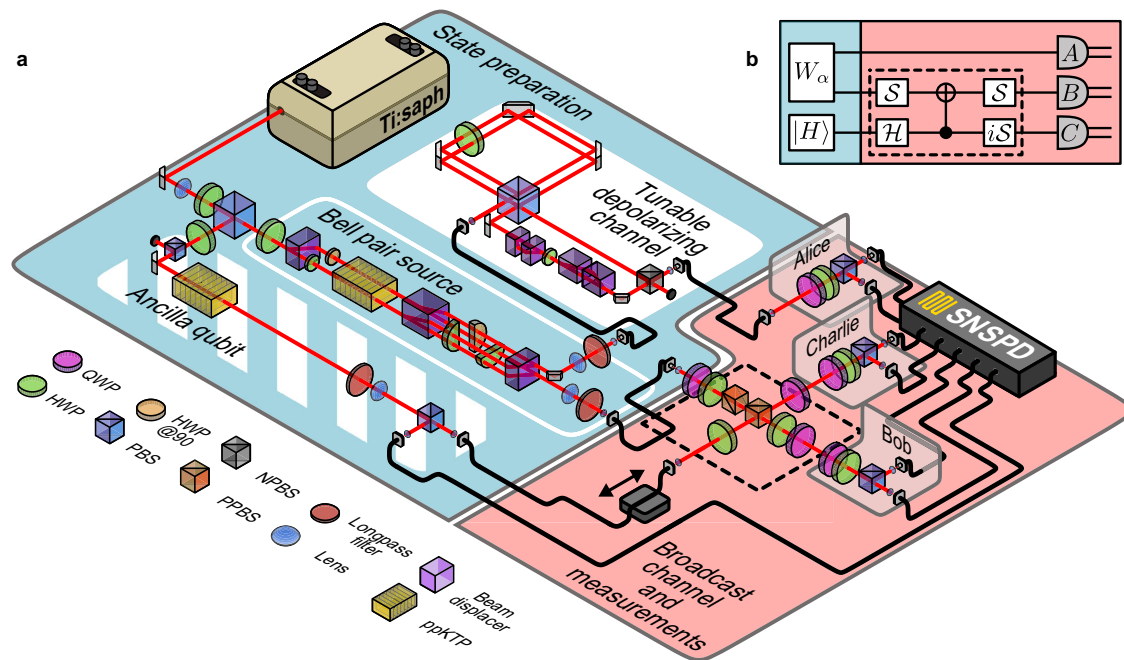 a
State preparation
Ti:saph
Tunable
depolarizing
channel
Bell pair source
Ancilla qubit
Alice
Charlie
Bob
SNSPD
Broadcast
channel
and
measurements
QWP
HWP
HWP
@90
PBS
NPBS
PPBS
Longpass
filter
Lens
Beam
displacer
ppKTP
b
W_α
|H⟩
S
S
H
iS
A
B
C